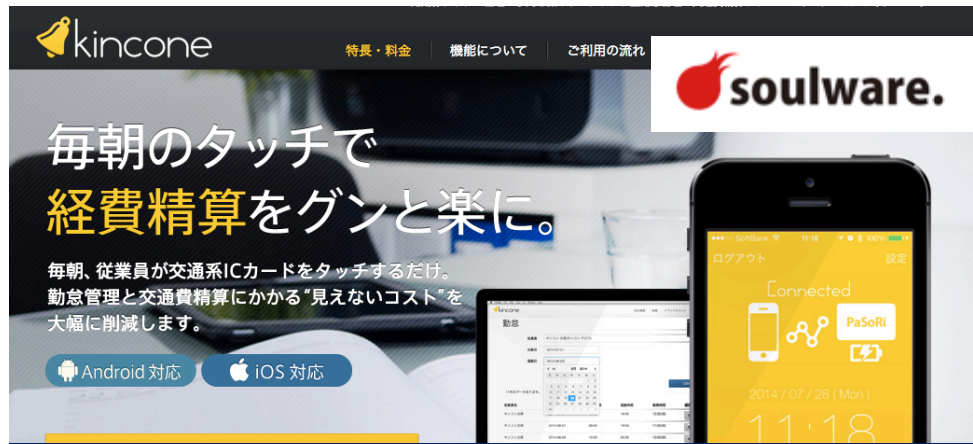 kincone
特長・料金
機能について
ご利用の流れ
soulware.
毎朝のタッチで
経費精算をグンと楽に。
毎朝、従業員が交通系ICカードをタッチするだけ。
勤怠管理と交通費精算にかかる“見えないコスト”を
大幅に削減します。
Android 対応
iOS 対応
kincone
勤怠
SoftBank
11:18
100%
ログアウト
設定
Connected
PaSoRi
2014 / 07 / 28 ( Mon )
11:18